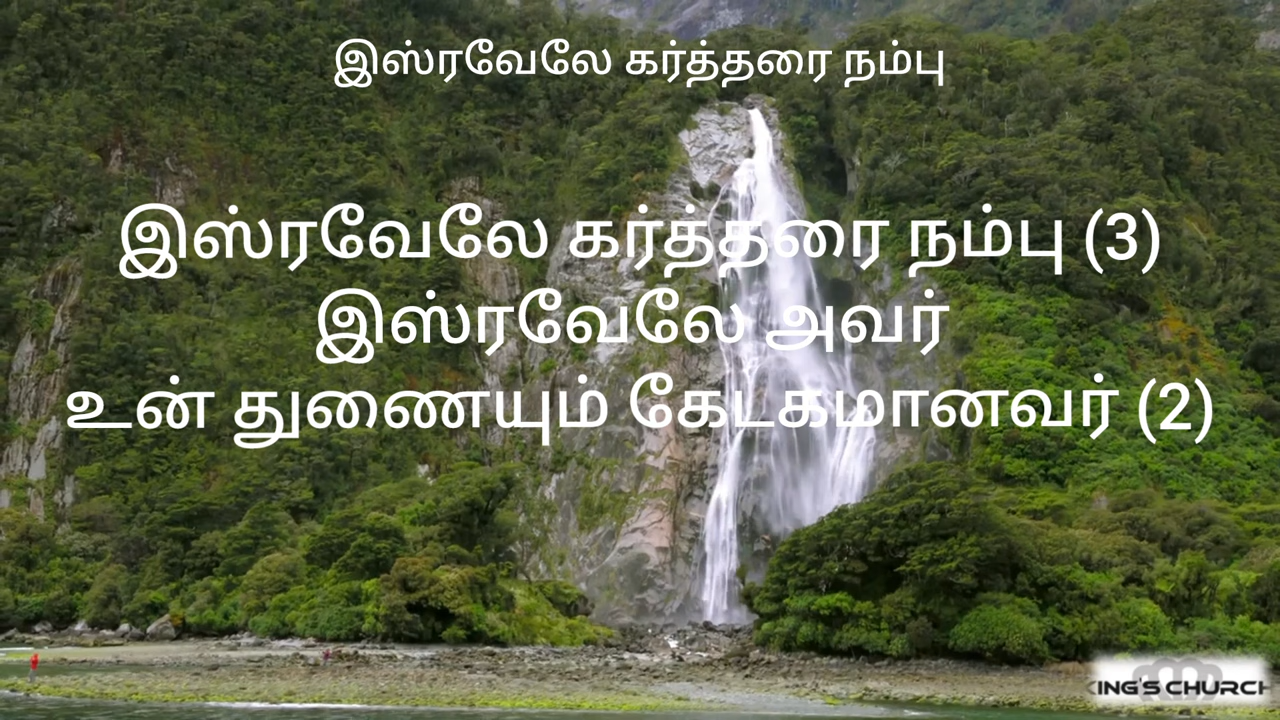 இஸ்ரவேலே கர்த்தரை நம்பு
இஸ்ரவேலே கர்த்தரை நம்பு (3)
இஸ்ரவேலே அவர்
உன் துணையும் கேடகமானவர் (2)
KING'S CHURCH